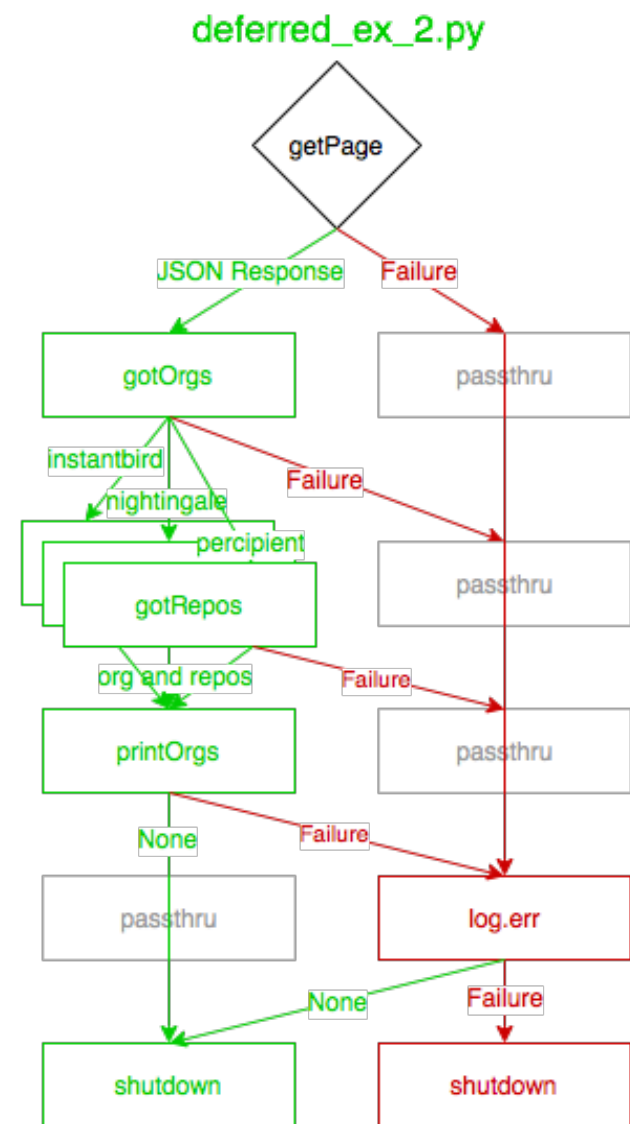 deferred_ex_2.py
getPage
JSON Response
Failure
gotOrgs
passthru
instantbird
Failure
nightingale
percipient
passthru
gotRepos
org and repos
Failure
printOrgs
passthru
None
Failure
passthru
log.err
None
Failure
shutdown
shutdown